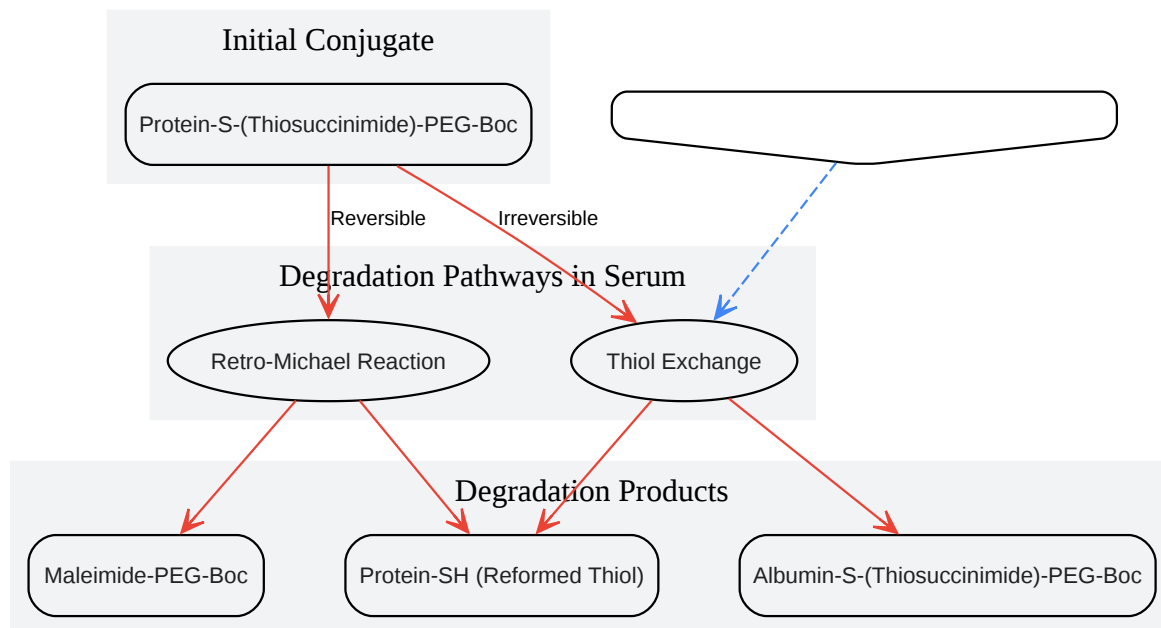 Initial Conjugate
Protein-S-(Thiosuccinimide)-PEG-Boc
Reversible
Irreversible
Degradation Pathways in Serum
Retro-Michael Reaction
Thiol Exchange
Degradation Products
Maleimide-PEG-Boc
Protein-SH (Reformed Thiol)
Albumin-S-(Thiosuccinimide)-PEG-Boc